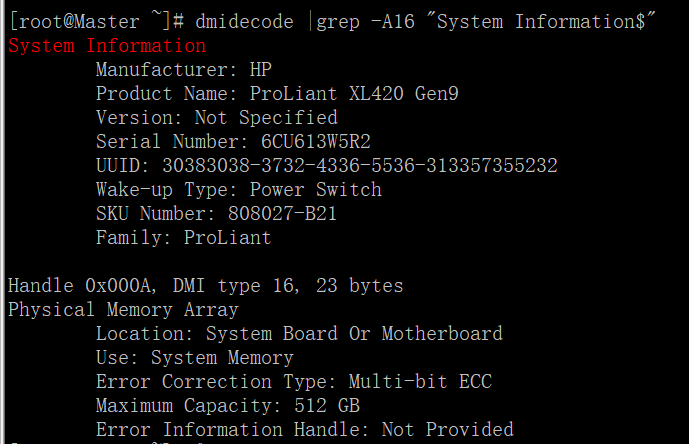 [root@Master ~]# dmidecode |grep -A16 "System Information$"
System Information
Manufacturer: HP
Product Name: ProLiant XL420 Gen9
Version: Not Specified
Serial Number: 6CU613W5R2
UUID: 30383038-3732-4336-5536-313357355232
Wake-up Type: Power Switch
SKU Number: 808027-B21
Family: ProLiant
Handle 0x000A, DMI type 16, 23 bytes
Physical Memory Array
Location: System Board Or Motherboard
Use: System Memory
Error Correction Type: Multi-bit ECC
Maximum Capacity: 512 GB
Error Information Handle: Not Provided